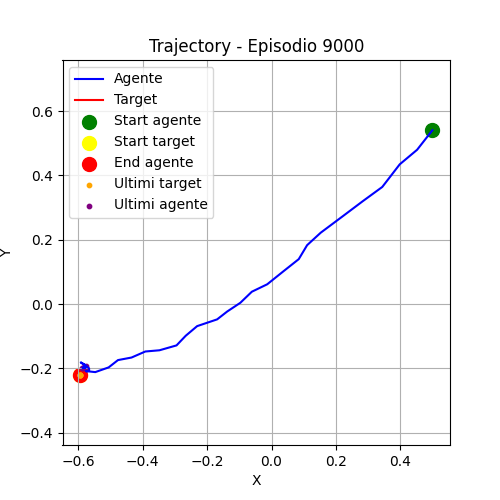 Trajectory - Episodio 9000
Agente
Target
Start agente
Start target
End agente
Ultimi target
Ultimi agente
Y
0.6
0.4
0.2
0.0
−0.2
−0.4
−0.6
−0.4
−0.2
0.0
0.2
0.4
X